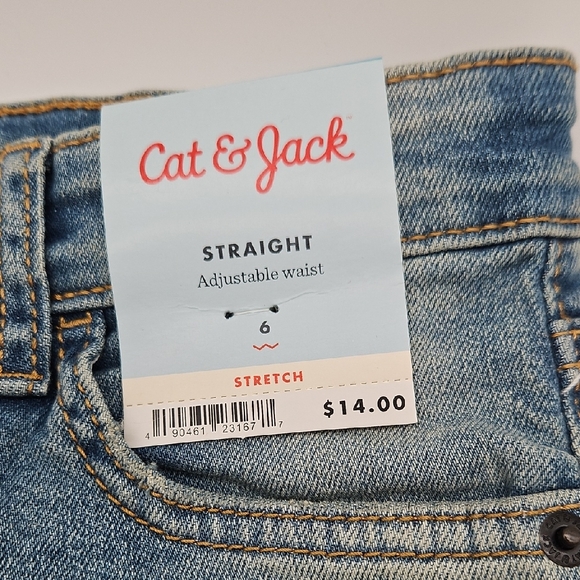 Cat & Jack
STRAIGHT
Adjustable waist
6
STRETCH
$14.00
4 90461 23167 7